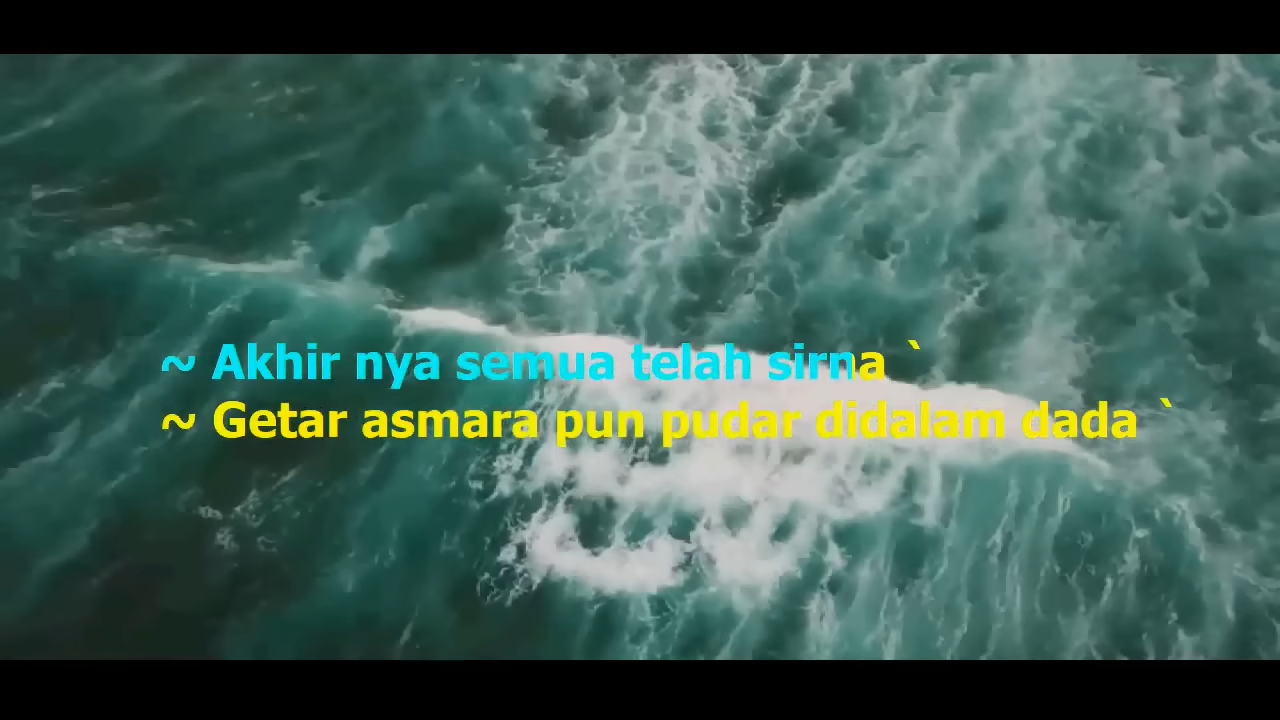 ~ Akhir nya semua telah sirna `
~ Getar asmara pun pudar didalam dada `